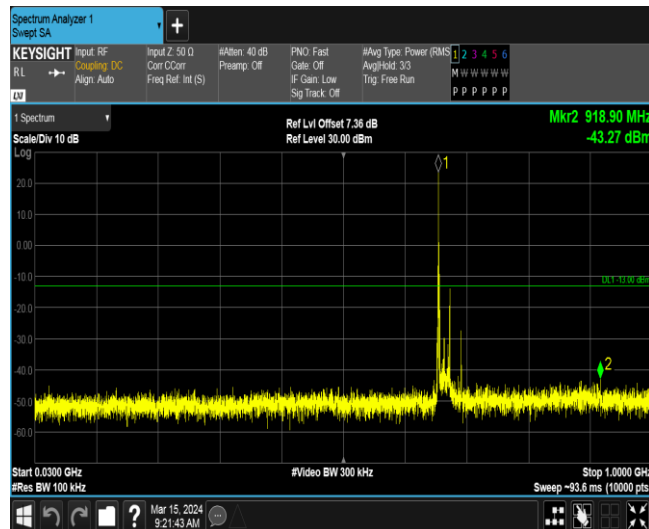 Spectrum Analyzer 1
Swept SA
KEYSIGHT
RL
LXI
Input: RF
Coupling: DC
Align: Auto
Input Z: 50 Ω
Corr CCorr
Freq Ref: Int (S)
#Atten: 40 dB
Preamp: Off
PNO: Fast
Gate: Off
IF Gain: Low
Sig Track: Off
#Avg Type: Power (RMS
Avg|Hold: 3/3
Trig: Free Run
1 2 3 4 5 6
M W W W W W
P P P P P P
1 Spectrum
Scale/Div 10 dB
Log
Ref Lvl Offset 7.36 dB
Ref Level 30.00 dBm
Mkr2 918.90 MHz
-43.27 dBm
1
20.0
10.0
0.00
-10.0
DL1 -13.00 dBm
-20.0
-30.0
-40.0
2
-50.0
-60.0
Start 0.0300 GHz
#Res BW 100 kHz
#Video BW 300 kHz
Stop 1.0000 GHz
Sweep ~93.6 ms (10000 pts
?
Mar 15, 2024
9:21:43 AM